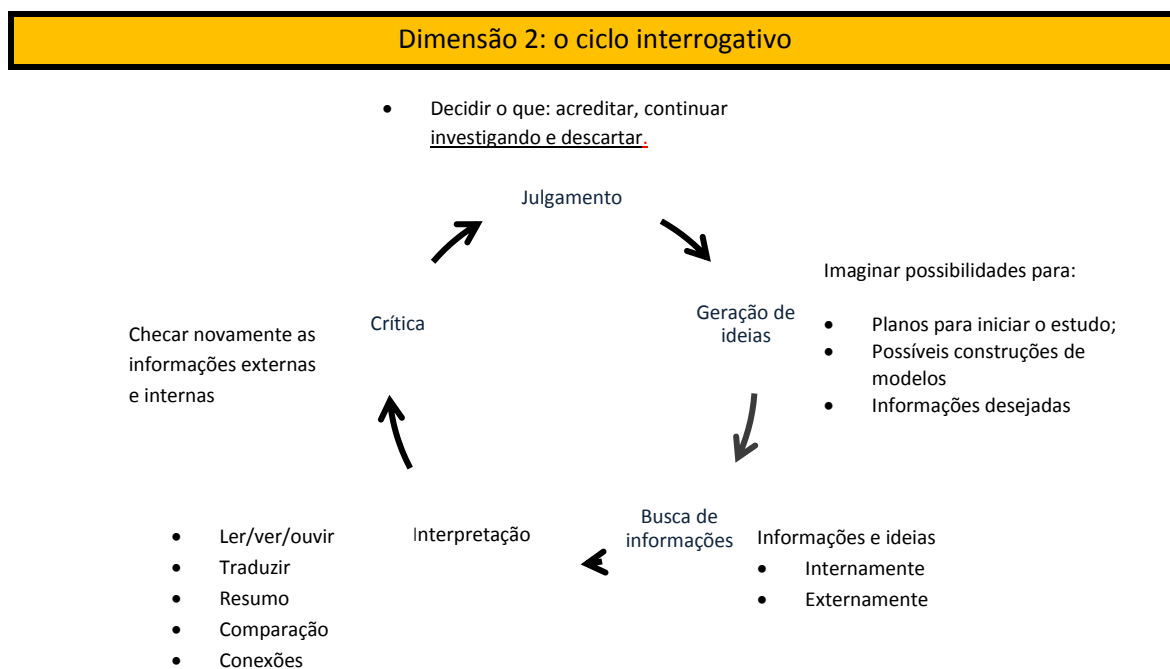 Dimensão 2: o ciclo interrogativo
• Decidir o que: acreditar, continuar
investigando e descartar.
Julgamento
Imaginar possibilidades para:
Geração de
ideias
• Planos para iniciar o estudo;
• Possíveis construções de
modelos
• Informações desejadas
Crítica
Checar novamente as
informações externas
e internas
Busca de
informações
Informações e ideias
• Internamente
• Externamente
Interpretação
• Ler/ver/ouvir
• Traduzir
• Resumo
• Comparação
• Conexões